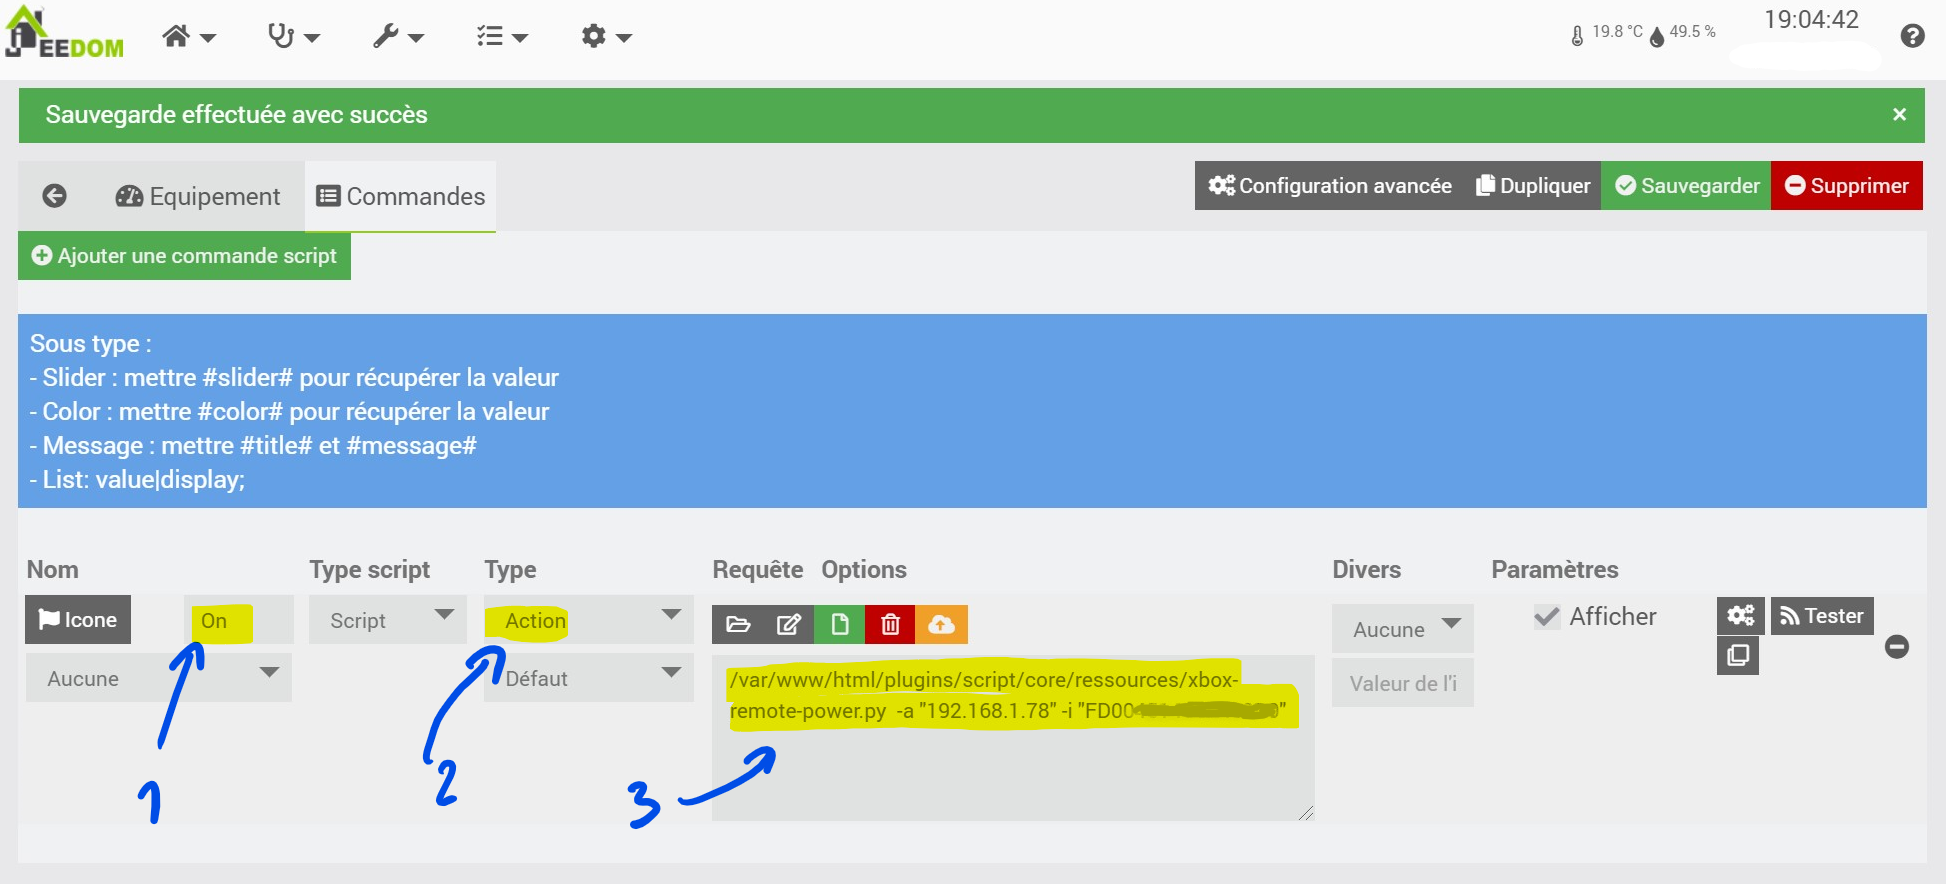 JEEDOM
19.8 °C
49.5 %
19:04:42
Sauvegarde effectuée avec succès
×
Equipement
Commandes
Configuration avancée
Dupliquer
Sauvegarder
Supprimer
Ajouter une commande script
Sous type :
- Slider : mettre #slider# pour récupérer la valeur
- Color : mettre #color# pour récupérer la valeur
- Message : mettre #title# et #message#
- List: value|display;
Nom
Type script
Type
Requête
Options
Divers
Paramètres
Icone
On
Script
Action
Aucune
Afficher
Tester
Aucune
Défaut
/var/www/html/plugins/script/core/ressources/xbox-
remote-power.py -a "192.168.1.78" -i "FD00
Valeur de l'i
1
2
3